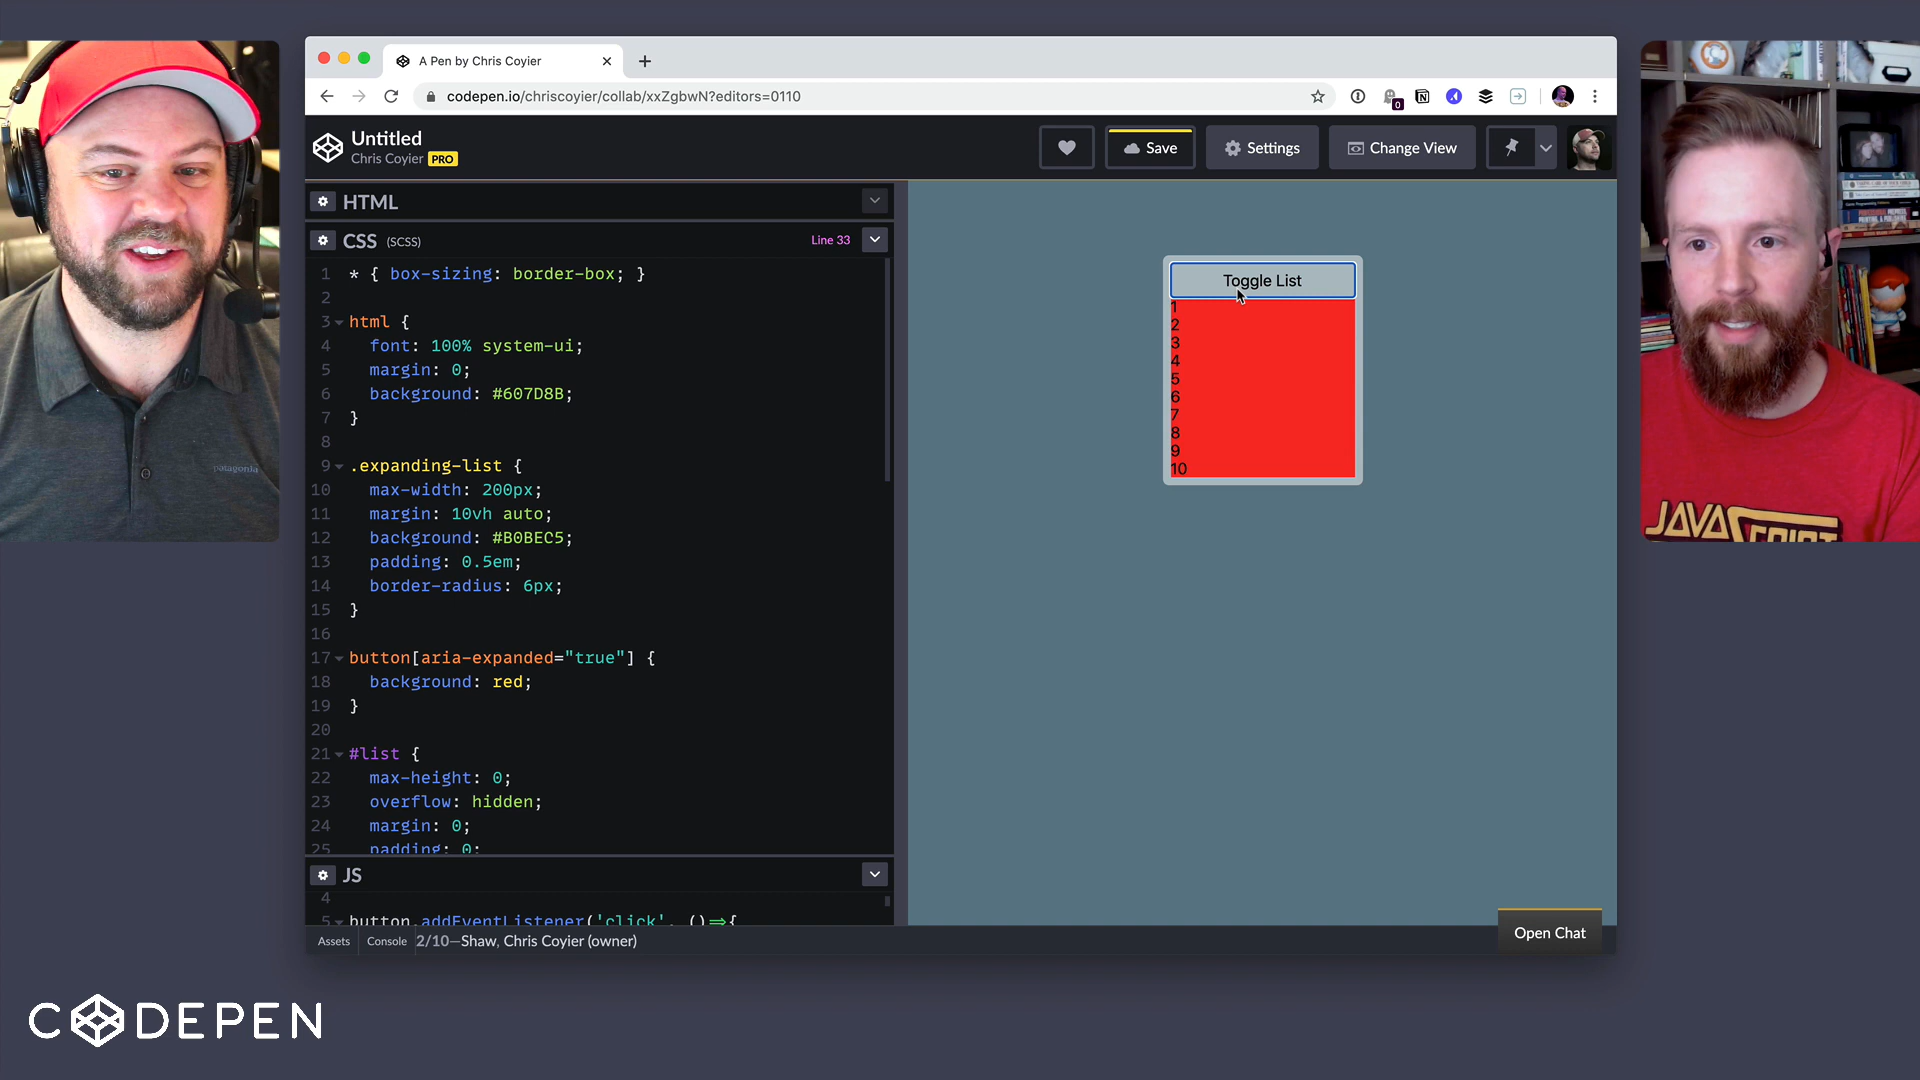 A Pen by Chris Coyier
codepen.io/chriscoyier/collab/xxZgbwN?editors=0110
0
Untitled
Chris Coyier PRO
Save
Settings
Change View
HTML
CSS (SCSS)
Line 33
1 * { box-sizing: border-box; }
2
3 html {
4 font: 100% system-ui;
5 margin: 0;
6 background: #607D8B;
7 }
8
9 .expanding-list {
10 max-width: 200px;
11 margin: 10vh auto;
12 background: #B0BEC5;
13 padding: 0.5em;
14 border-radius: 6px;
15 }
16
17 button[aria-expanded="true"] {
18 background: red;
19 }
20
21 #list {
22 max-height: 0;
23 overflow: hidden;
24 margin: 0;
25 padding: 0;
JS
4
5 button.addEventListener('click', ()=>{
Assets
Console
2/10—Shaw, Chris Coyier (owner)
Toggle List
1
2
3
4
5
6
7
8
9
10
Open Chat
patagonia
JAVASCRIPT
CODEPEN